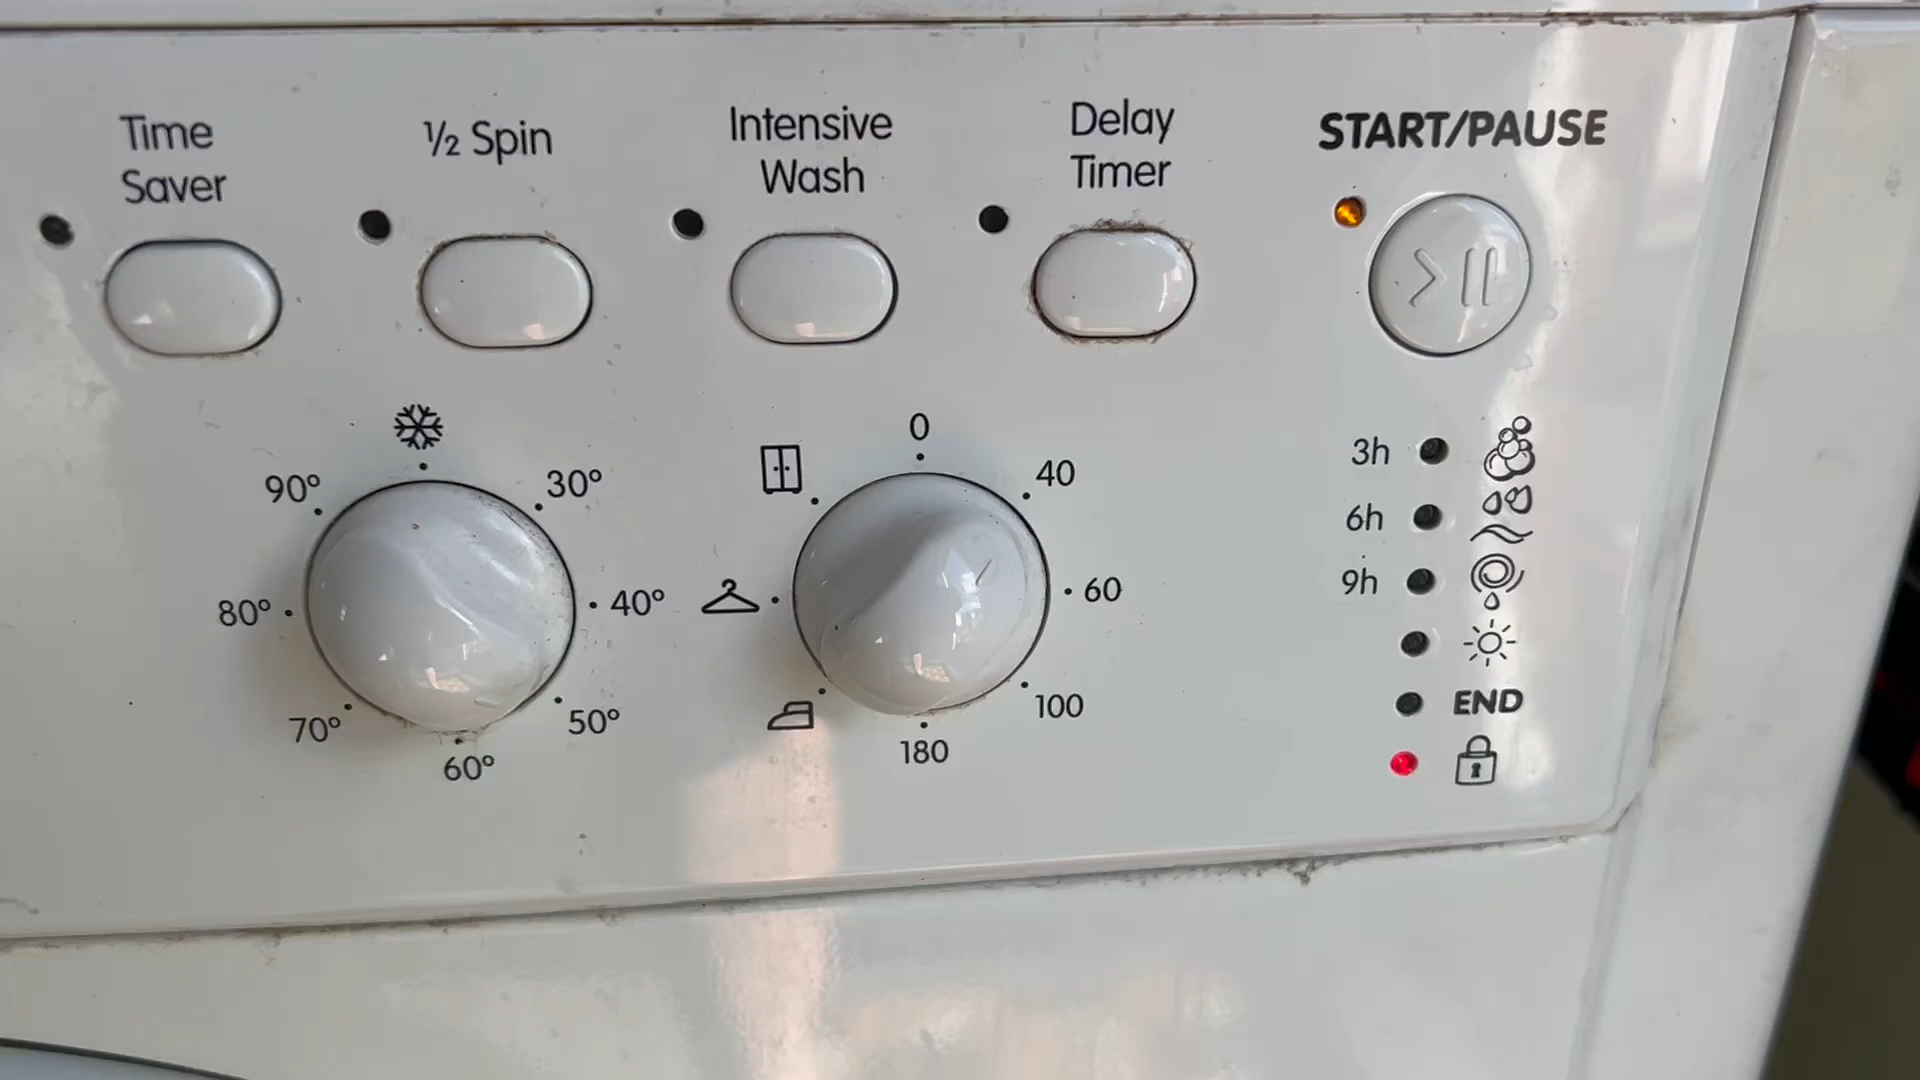 Time
Saver
½ Spin
Intensive
Wash
Delay
Timer
START/PAUSE
90°
30°
80°
40°
70°
50°
60°
0
40
60
100
180
3h
6h
9h
END